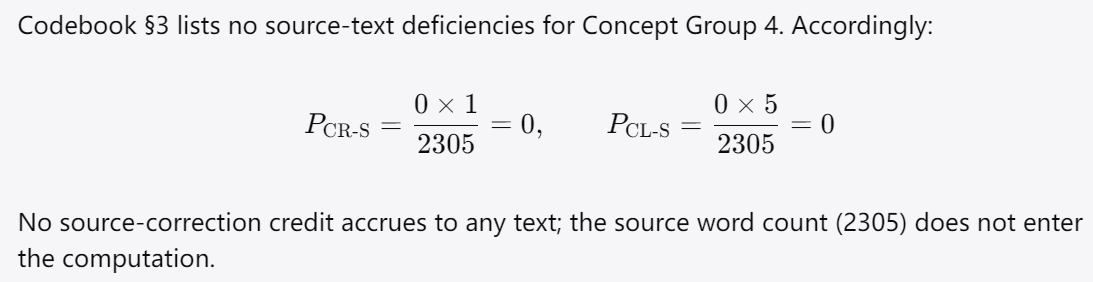 Codebook §3 lists no source-text deficiencies for Concept Group 4. Accordingly:
P_CR-S = (0 × 1)/2305 = 0,    P_CL-S = (0 × 5)/2305 = 0
No source-correction credit accrues to any text; the source word count (2305) does not enter
the computation.